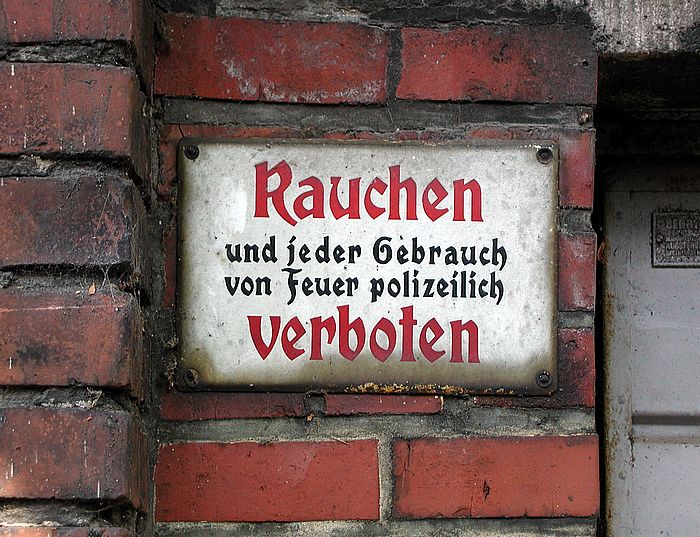 Rauchen
und jeder Gebrauch
von Feuer polizeilich
verboten